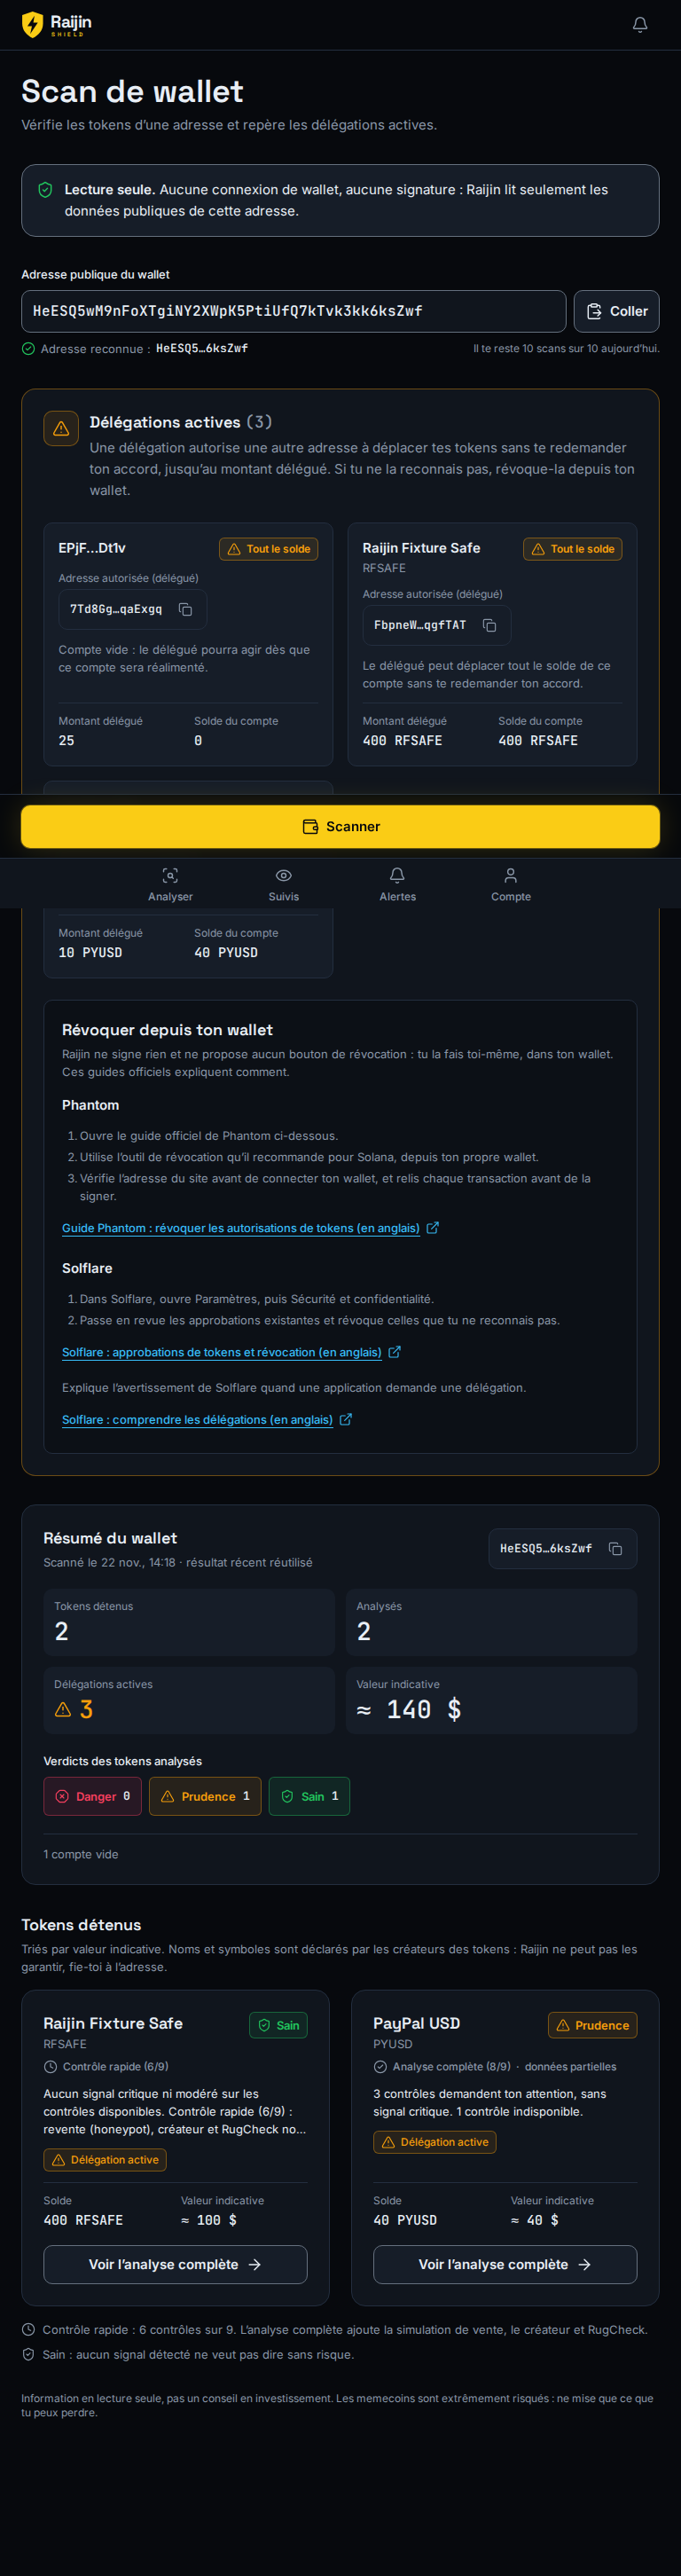 Raijin
SHIELD
Scan de wallet
Vérifie les tokens d’une adresse et repère les délégations actives.
Lecture seule. Aucune connexion de wallet, aucune signature : Raijin lit seulement les
données publiques de cette adresse.
Adresse publique du wallet
HeESQ5wM9nFoXTgiNY2XWpK5PtiUfQ7kTvk3kk6ksZwf
Coller
Adresse reconnue : HeESQ5…6ksZwf
Il te reste 10 scans sur 10 aujourd’hui.
Délégations actives (3)
Une délégation autorise une autre adresse à déplacer tes tokens sans te redemander
ton accord, jusqu’au montant délégué. Si tu ne la reconnais pas, révoque-la depuis ton
wallet.
EPjF…Dt1v
Tout le solde
Adresse autorisée (délégué)
7Td8Gg…qaExgq
Compte vide : le délégué pourra agir dès que
ce compte sera réalimenté.
Montant délégué
Solde du compte
25
0
Raijin Fixture Safe
Tout le solde
RFSAFE
Adresse autorisée (délégué)
FbpneW…qgfTAT
Le délégué peut déplacer tout le solde de ce
compte sans te redemander ton accord.
Montant délégué
Solde du compte
400 RFSAFE
400 RFSAFE
Scanner
Analyser
Suivis
Alertes
Compte
Montant délégué
Solde du compte
10 PYUSD
40 PYUSD
Révoquer depuis ton wallet
Raijin ne signe rien et ne propose aucun bouton de révocation : tu la fais toi-même, dans ton wallet.
Ces guides officiels expliquent comment.
Phantom
1. Ouvre le guide officiel de Phantom ci-dessous.
2. Utilise l’outil de révocation qu’il recommande pour Solana, depuis ton propre wallet.
3. Vérifie l’adresse du site avant de connecter ton wallet, et relis chaque transaction avant de la
signer.
Guide Phantom : révoquer les autorisations de tokens (en anglais)
Solflare
1. Dans Solflare, ouvre Paramètres, puis Sécurité et confidentialité.
2. Passe en revue les approbations existantes et révoque celles que tu ne reconnais pas.
Solflare : approbations de tokens et révocation (en anglais)
Explique l’avertissement de Solflare quand une application demande une délégation.
Solflare : comprendre les délégations (en anglais)
Résumé du wallet
Scanné le 22 nov., 14:18 · résultat récent réutilisé
HeESQ5…6ksZwf
Tokens détenus
2
Analysés
2
Délégations actives
3
Valeur indicative
≈ 140 $
Verdicts des tokens analysés
Danger 0
Prudence 1
Sain 1
1 compte vide
Tokens détenus
Triés par valeur indicative. Noms et symboles sont déclarés par les créateurs des tokens : Raijin ne peut pas les
garantir, fie-toi à l’adresse.
Raijin Fixture Safe
Sain
RFSAFE
Contrôle rapide (6/9)
Aucun signal critique ni modéré sur les
contrôles disponibles. Contrôle rapide (6/9) :
revente (honeypot), créateur et RugCheck no…
Délégation active
Solde
Valeur indicative
400 RFSAFE
≈ 100 $
Voir l’analyse complète
PayPal USD
Prudence
PYUSD
Analyse complète (8/9) · données partielles
3 contrôles demandent ton attention, sans
signal critique. 1 contrôle indisponible.
Délégation active
Solde
Valeur indicative
40 PYUSD
≈ 40 $
Voir l’analyse complète
Contrôle rapide : 6 contrôles sur 9. L’analyse complète ajoute la simulation de vente, le créateur et RugCheck.
Sain : aucun signal détecté ne veut pas dire sans risque.
Information en lecture seule, pas un conseil en investissement. Les memecoins sont extrêmement risqués : ne mise que ce que
tu peux perdre.